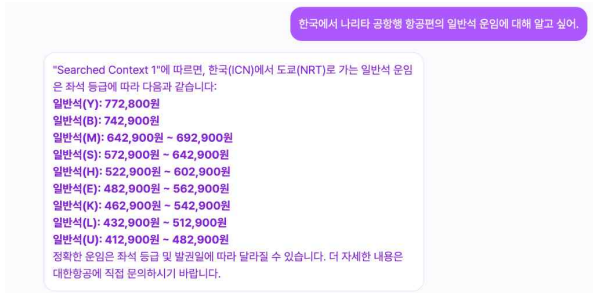 한국에서 나리타 공항행 항공편의 일반석 운임에 대해 알고 싶어.
"Searched Context 1"에 따르면, 한국(ICN)에서 도쿄(NRT)로 가는 일반석 운임
은 좌석 등급에 따라 다음과 같습니다:
일반석(Y): 772,800원
일반석(B): 742,900원
일반석(M): 642,900원 ~ 692,900원
일반석(S): 572,900원 ~ 642,900원
일반석(H): 522,900원 ~ 602,900원
일반석(E): 482,900원 ~ 562,900원
일반석(K): 462,900원 ~ 542,900원
일반석(L): 432,900원 ~ 512,900원
일반석(U): 412,900원 ~ 482,900원
정확한 운임은 좌석 등급 및 발권일에 따라 달라질 수 있습니다. 더 자세한 내용은
대한항공에 직접 문의하시기 바랍니다.